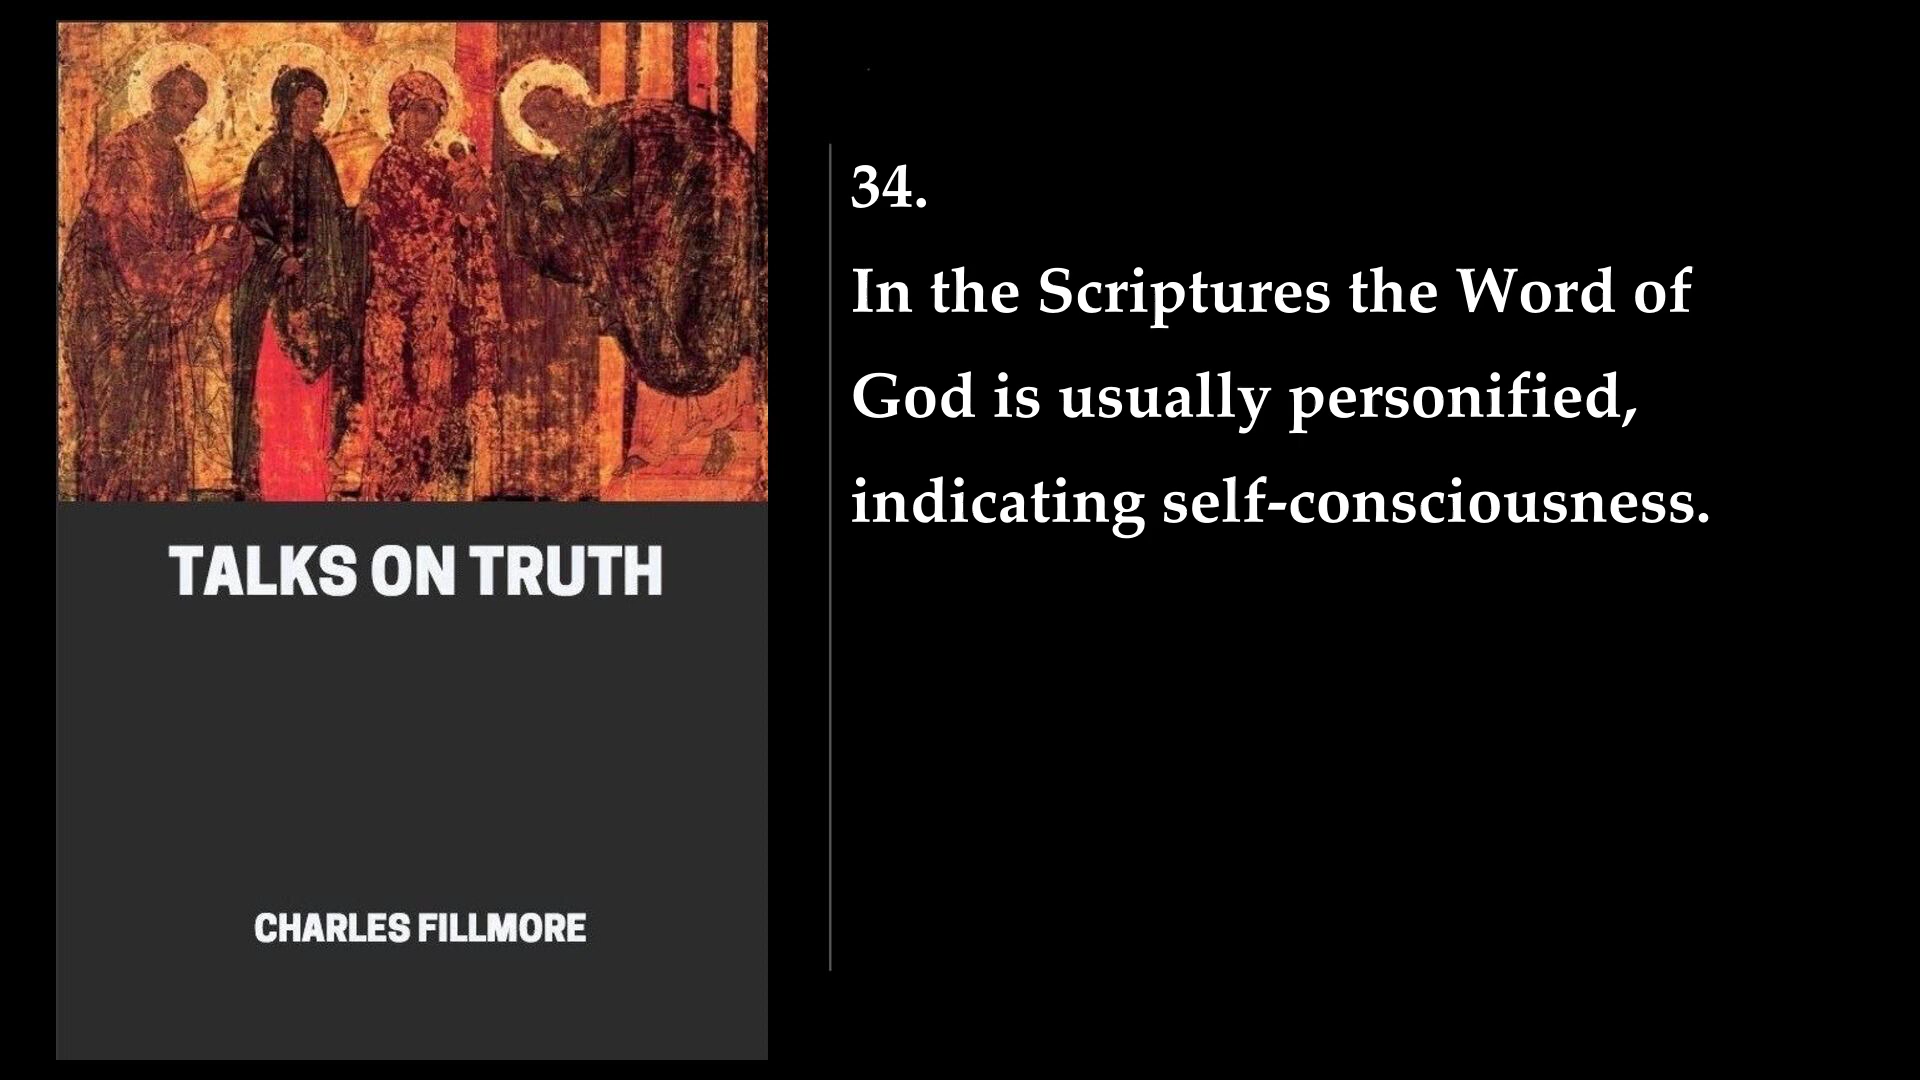 TALKS ON TRUTH
CHARLES FILLMORE
34.
In the Scriptures the Word of
God is usually personified,
indicating self-consciousness.